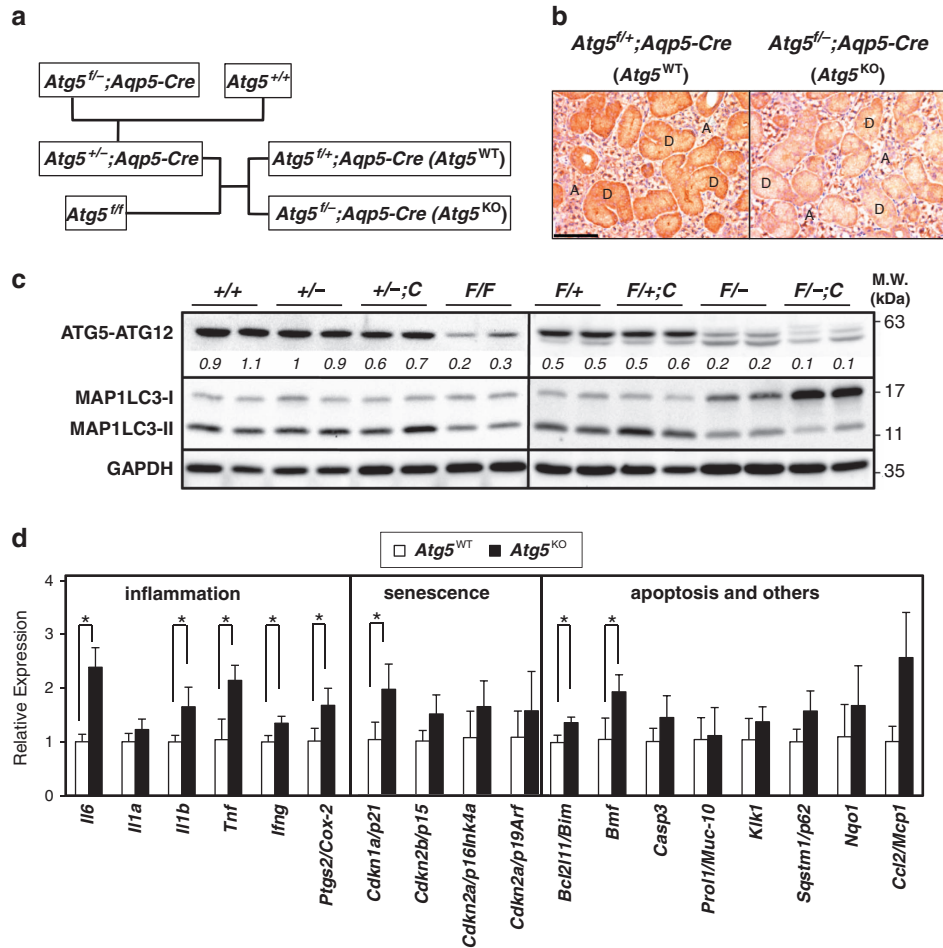 a
Atg5f/–;Aqp5-Cre
Atg5+/+
Atg5+/–;Aqp5-Cre
Atg5f/+;Aqp5-Cre (Atg5WT)
Atg5f/f
Atg5f/–;Aqp5-Cre (Atg5KO)
b
Atg5f/+;Aqp5-Cre
(Atg5WT)
Atg5f/–;Aqp5-Cre
(Atg5KO)
D
A
A
D
D
D
A
D
D
A
c
+/+ +/– +/–;C F/F F/+ F/+;C F/– F/–;C
M.W.
(kDa)
ATG5-ATG12
63
0.9 1.1 1 0.9 0.6 0.7 0.2 0.3 0.5 0.5 0.5 0.6 0.2 0.2 0.1 0.1
MAP1LC3-I
17
MAP1LC3-II
11
GAPDH
35
d
Atg5WT Atg5KO
Relative Expression
4
3
2
1
0
inflammation
senescence
apoptosis and others
* * * * * * * *
Il6
Il1a
Il1b
Tnf
Ifng
Ptgs2/Cox-2
Cdkn1a/p21
Cdkn2b/p15
Cdkn2a/p16Ink4a
Cdkn2a/p19Arf
Bcl2l11/Bim
Bmf
Casp3
Prol1/Muc-10
Klk1
Sqstm1/p62
Nqo1
Ccl2/Mcp1